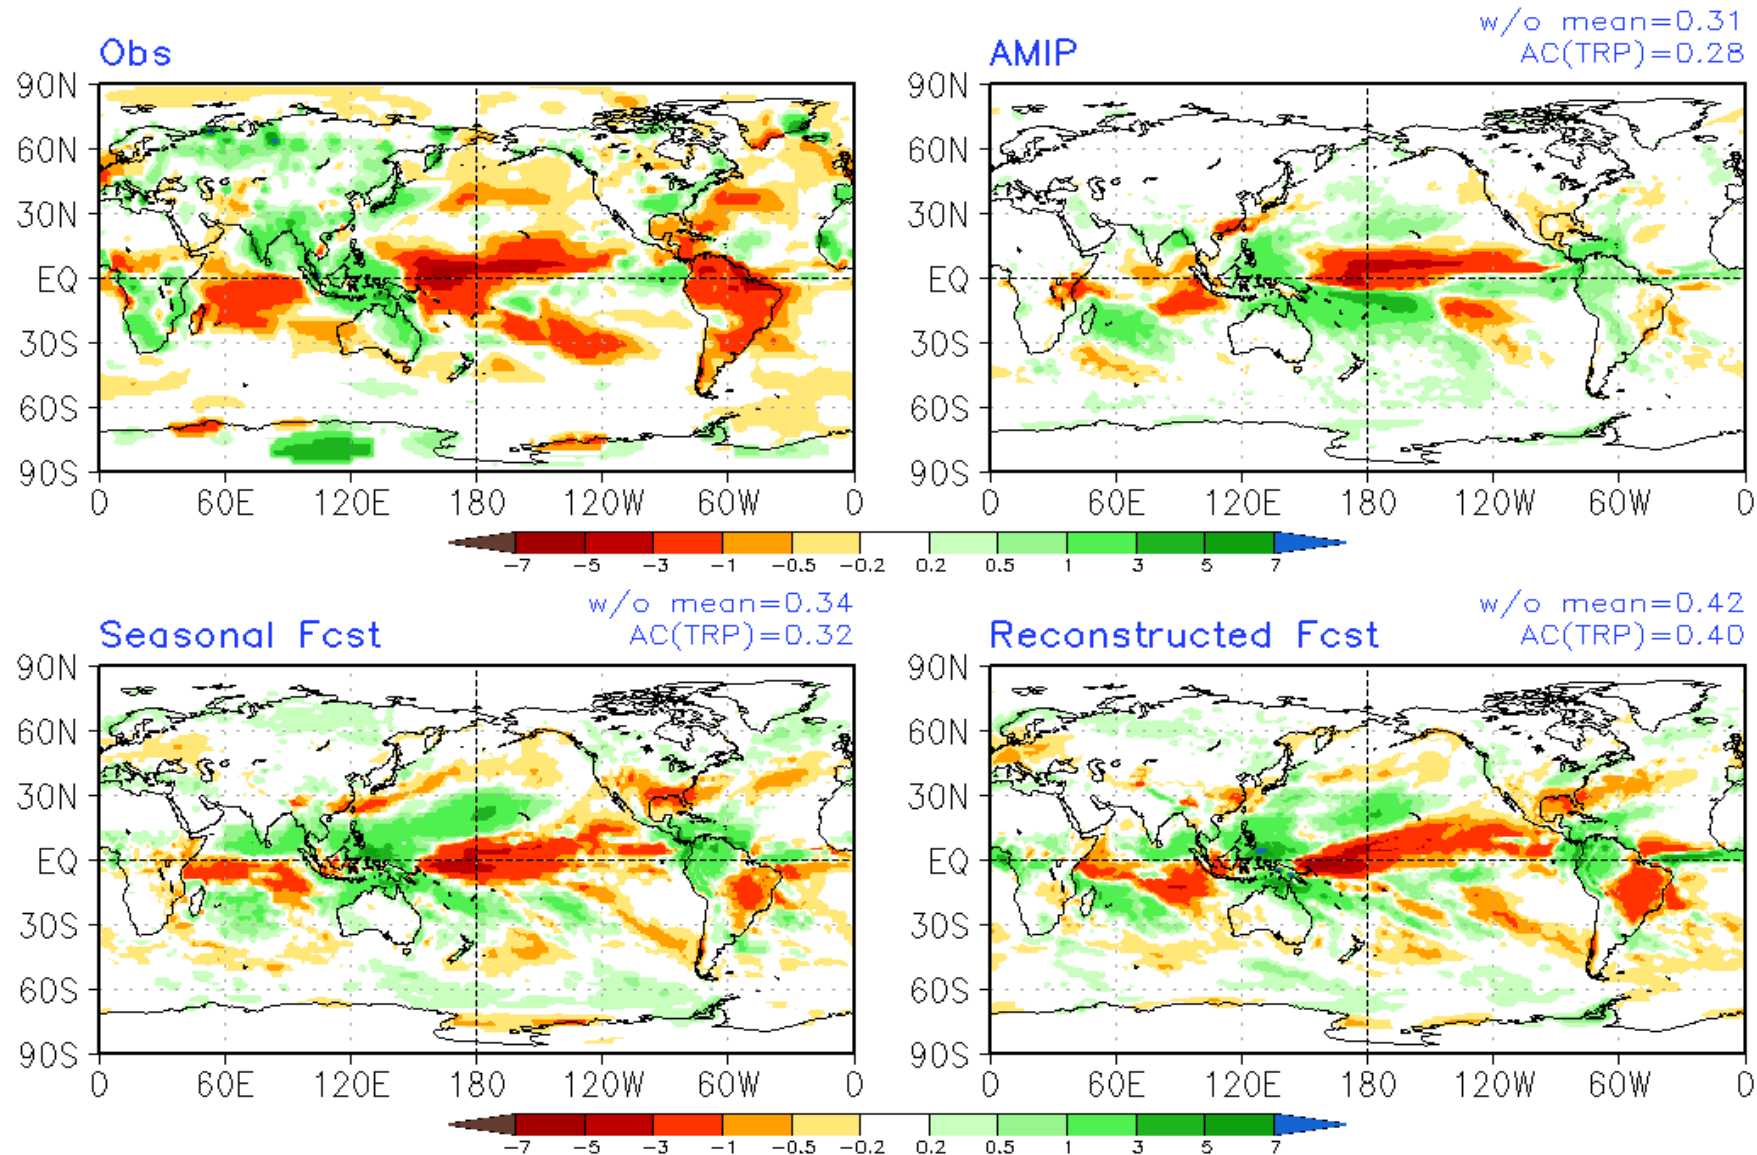 Obs
w/o mean=0.31
AMIP AC(TRP)=0.28
90N 90N
60N 60N
30N 30N
EQ EQ
30S 30S
60S 60S
90S 90S
0 60E 120E 180 120W 60W 0 0 60E 120E 180 120W 60W 0
-7 -5 -3 -1 -0.5 -0.2 0.2 0.5 1 3 5 7
w/o mean=0.34 w/o mean=0.42
Seasonal Fcst AC(TRP)=0.32 Reconstructed Fcst AC(TRP)=0.40
90N 90N
60N 60N
30N 30N
EQ EQ
30S 30S
60S 60S
90S 90S
0 60E 120E 180 120W 60W 0 0 60E 120E 180 120W 60W 0
-7 -5 -3 -1 -0.5 -0.2 0.2 0.5 1 3 5 7